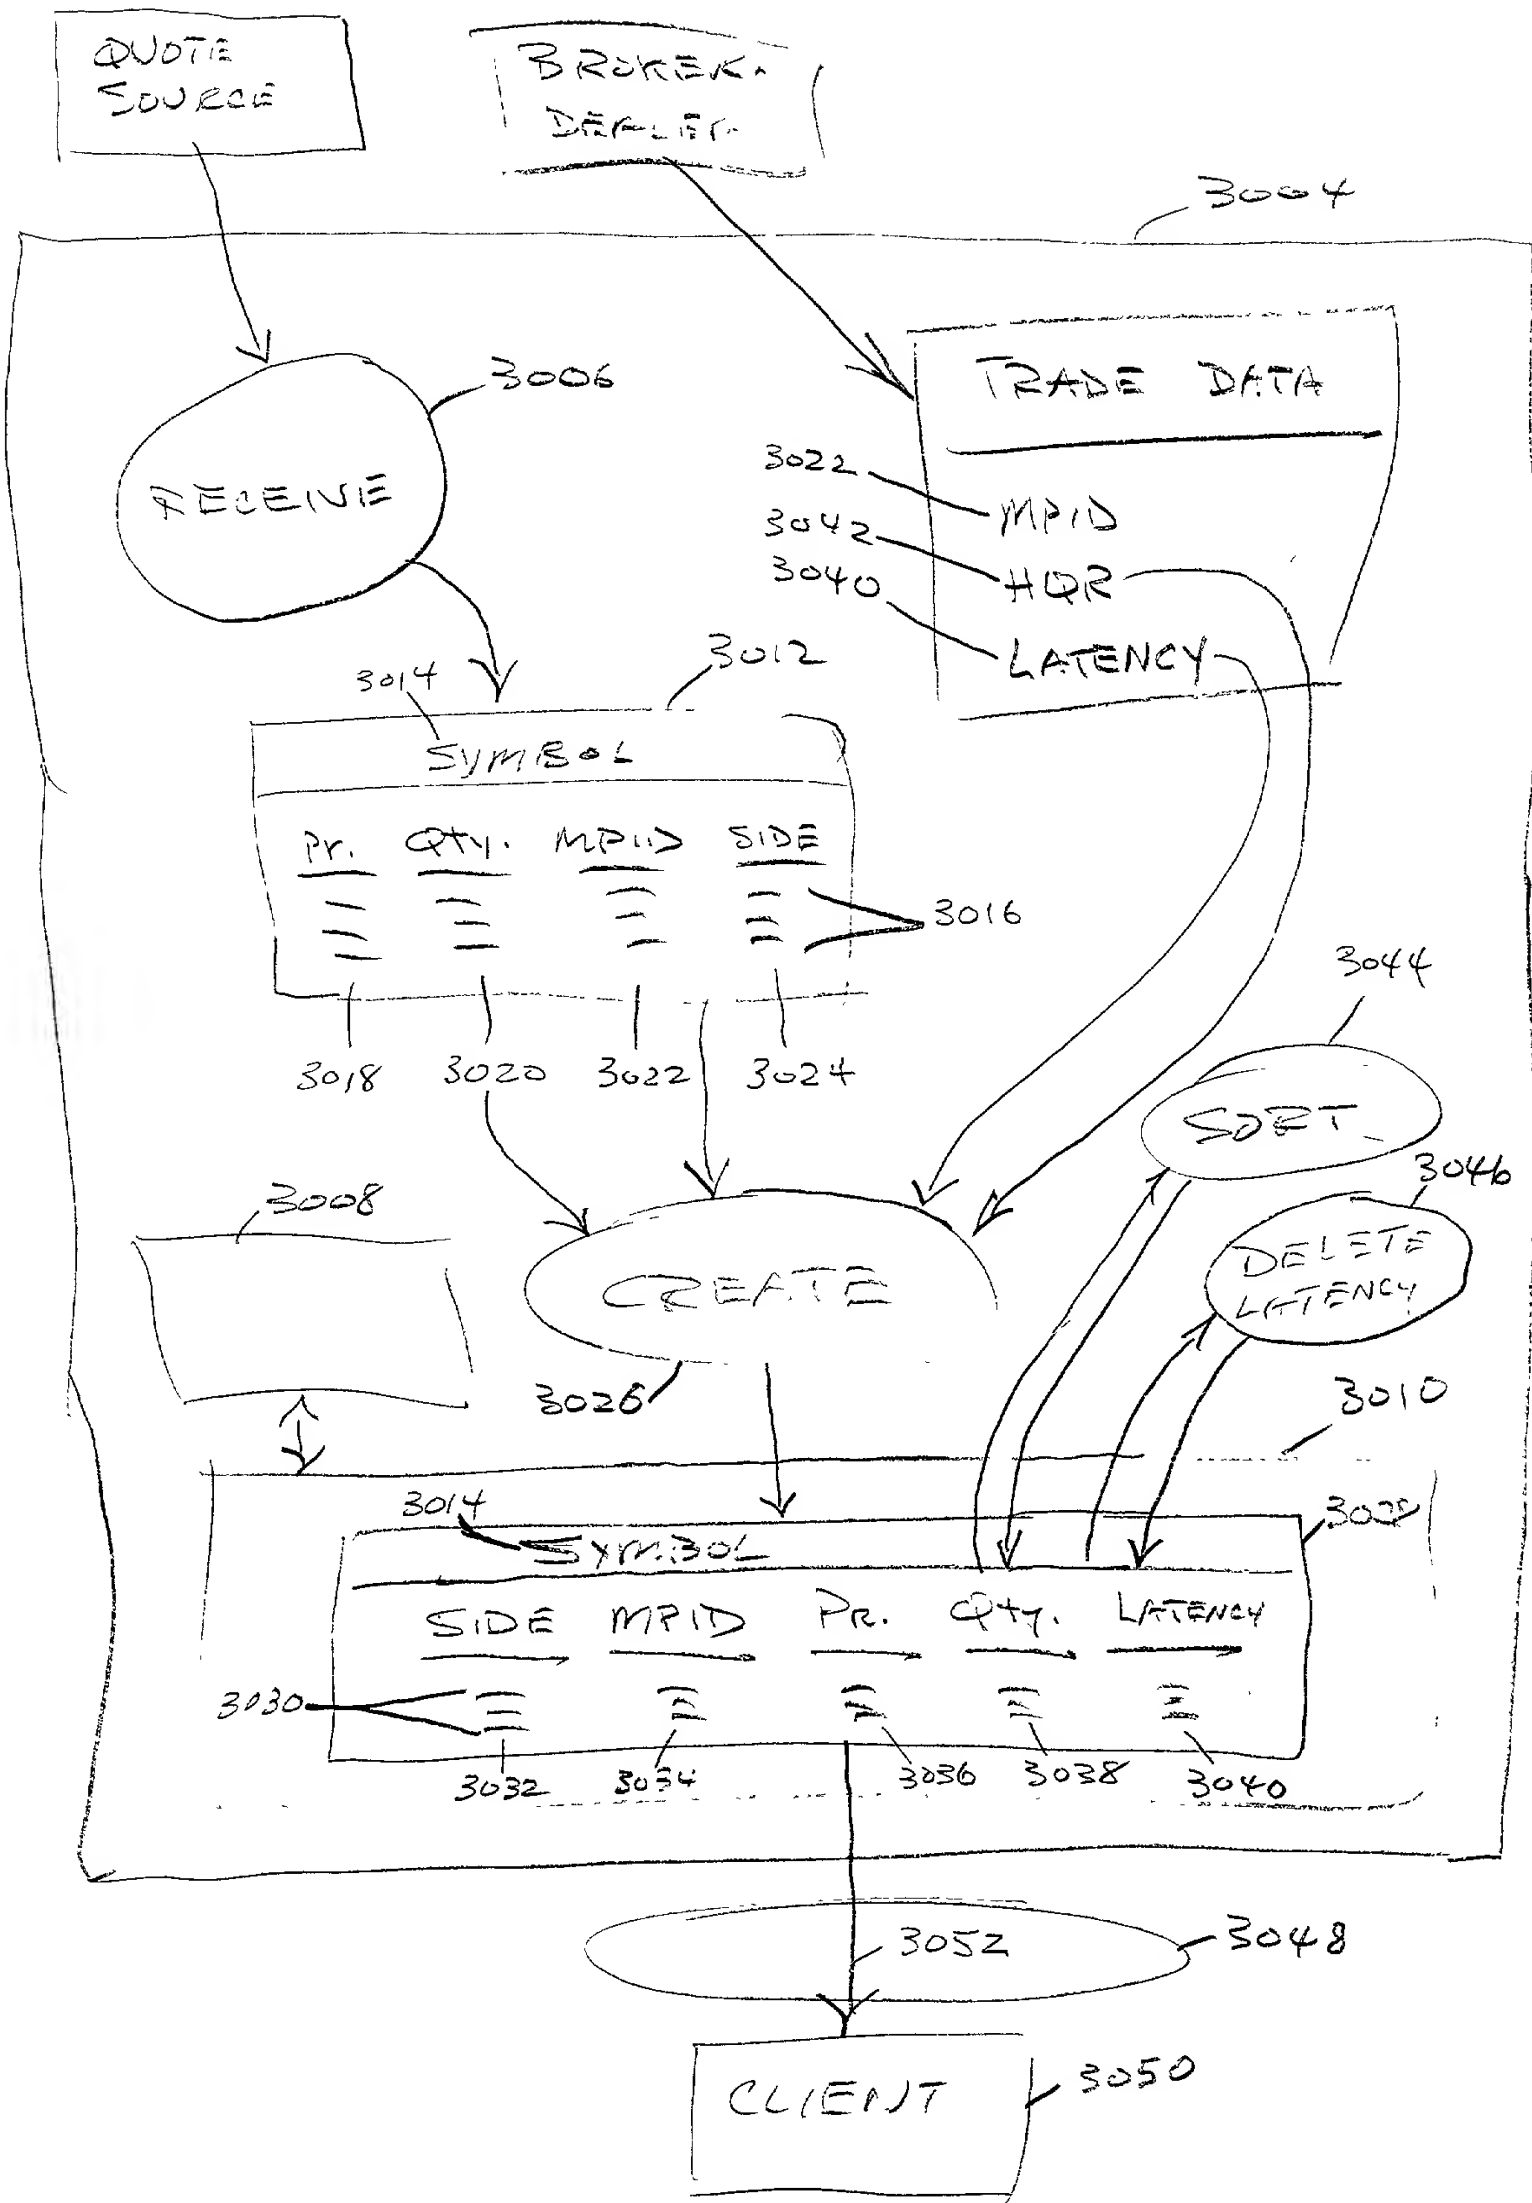 QUOTE
SOURCE
BROKER-
DEALER
3004
3006
RECEIVE
TRADE DATA
3022
MPID
3042
HQR
3040
LATENCY
3012
3014
SYMBOL
Pr. Qty. MPID SIDE
3016
3018 3020 3022 3024
3044
SORT
3046
DELETE
LATENCY
3008
CREATE
3026
3010
3014
SYMBOL
SIDE MPID Pr. Qty. LATENCY
3030
3032 3034 3036 3038 3040
3052
3048
CLIENT
3050